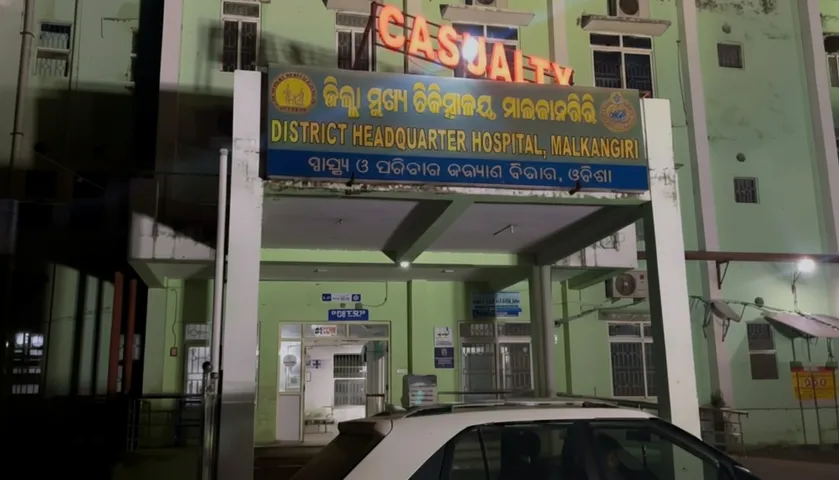 CASUALTY
ଜିଲ୍ଲା ମୁଖ୍ୟ ଚିକିତ୍ସାଳୟ, ମାଲକାନଗିରି
DISTRICT HEADQUARTER HOSPITAL, MALKANGIRI
ସ୍ୱାସ୍ଥ୍ୟ ଓ ପରିବାର କଲ୍ୟାଣ ବିଭାଗ, ଓଡ଼ିଶା